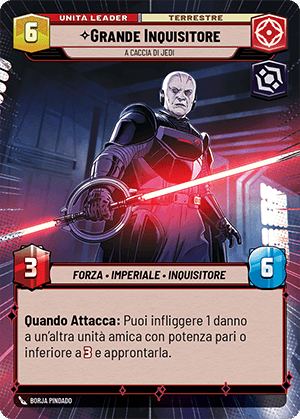 UNITÀ LEADER
TERRESTRE
6
GRANDE INQUISITORE
A CACCIA DI JEDI
3
FORZA • IMPERIALE • INQUISITORE
6
Quando Attacca: Puoi infliggere 1 danno
a un'altra unità amica con potenza pari o
inferiore a 3 e approntarla.
BORJA PINDADO